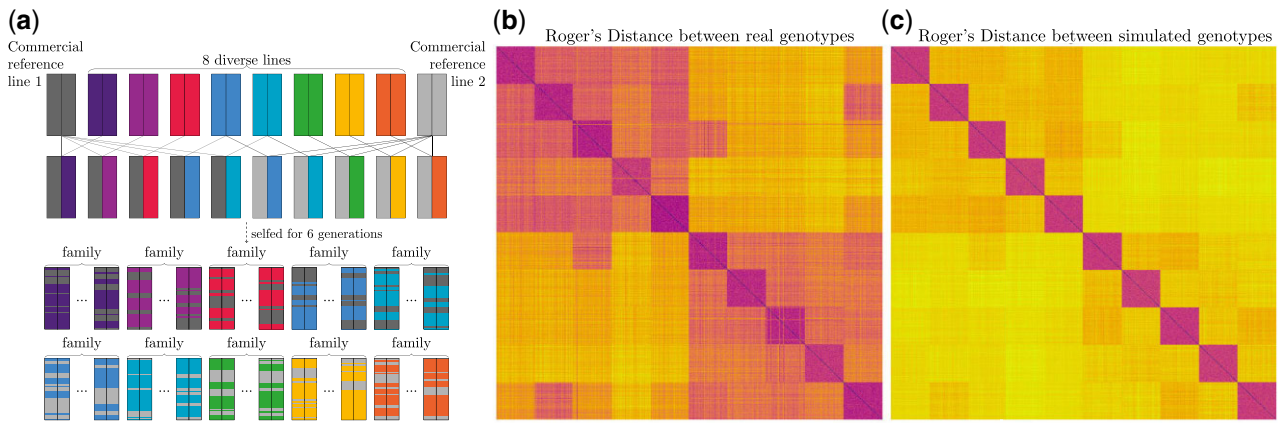 (a)
Commercial
reference
line 1
8 diverse lines
Commercial
reference
line 2
selfed for 6 generations
family family family family family
... ... ... ... ...
family family family family family
... ... ... ... ...
(b)
Roger's Distance between real genotypes
(c)
Roger's Distance between simulated genotypes